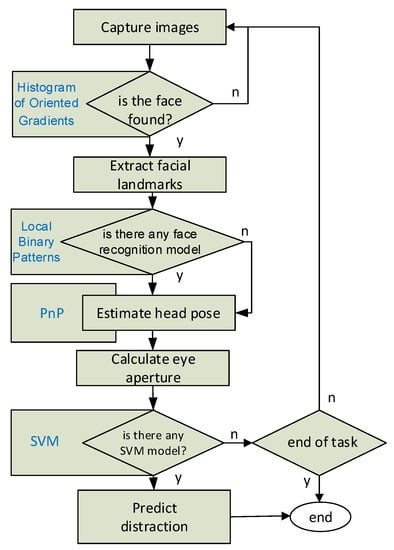 Capture images
Histogram
of Oriented
Gradients
is the face
found?
n
y
Extract facial
landmarks
Local
Binary
Patterns
is there any face
recognition model
n
y
PnP
Estimate head pose
Calculate eye
aperture
n
SVM
is there any
SVM model?
n
end of task
y
y
Predict
distraction
end